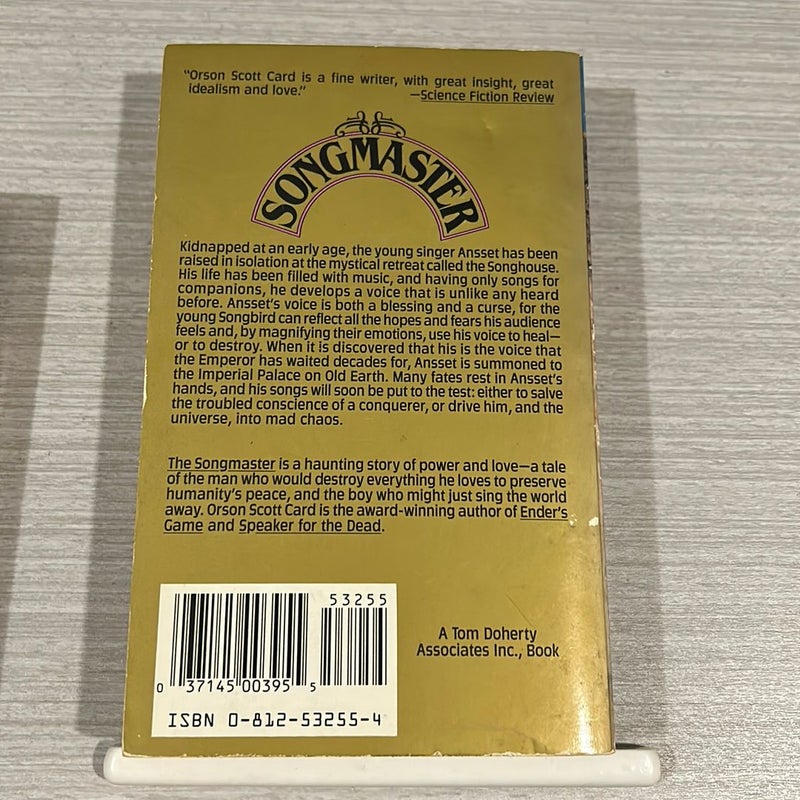 “Orson Scott Card is a fine writer, with great insight, great
idealism and love.” —Science Fiction Review
SONGMASTER
Kidnapped at an early age, the young singer Ansset has been
raised in isolation at the mystical retreat called the Songhouse.
His life has been filled with music, and having only songs for
companions, he develops a voice that is unlike any heard
before. Ansset’s voice is both a blessing and a curse, for the
young Songbird can reflect all the hopes and fears his audience
feels and, by magnifying their emotions, use his voice to heal—
or to destroy. When it is discovered that his is the voice that
the Emperor has waited decades for, Ansset is summoned to
the Imperial Palace on Old Earth. Many fates rest in Ansset’s
hands, and his songs will soon be put to the test: either to salve
the troubled conscience of a conquerer, or drive him, and the
universe, into mad chaos.
The Songmaster is a haunting story of power and love—a tale
of the man who would destroy everything he loves to preserve
humanity’s peace, and the boy who might just sing the world
away. Orson Scott Card is the award-winning author of Ender’s
Game and Speaker for the Dead.
53255
0 37145 00395 5
ISBN 0-812-53255-4
A Tom Doherty
Associates Inc., Book